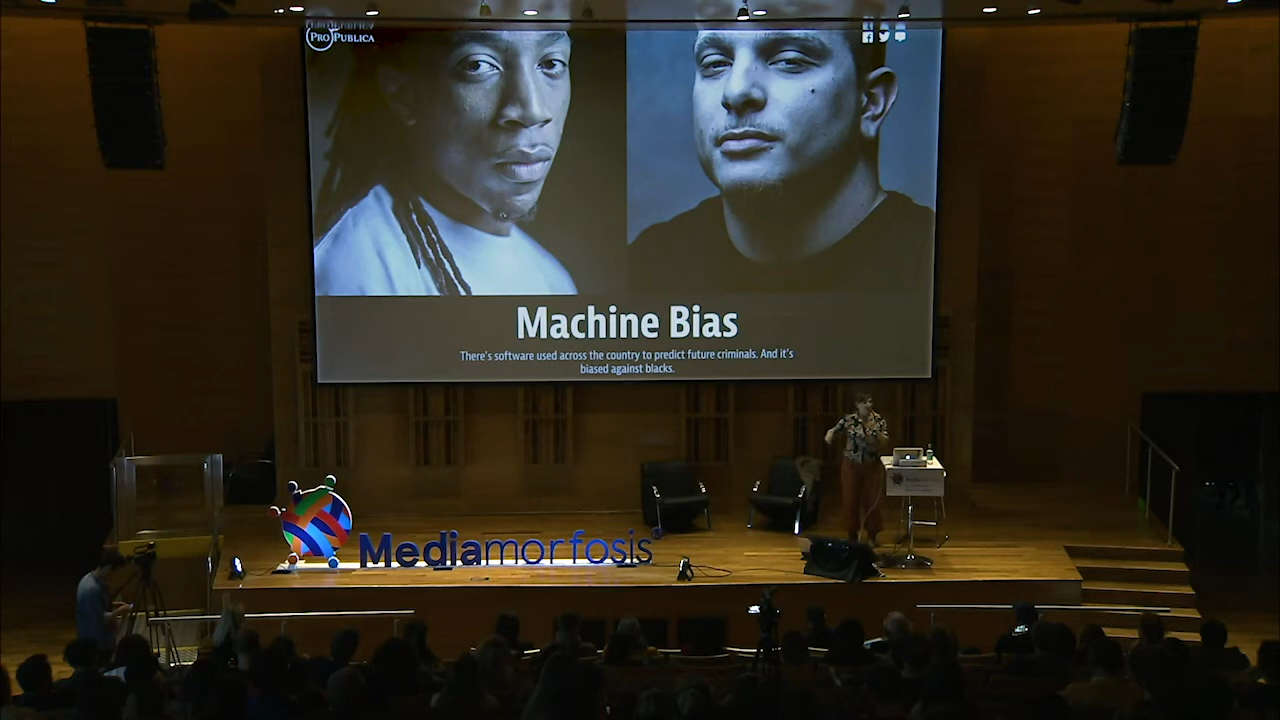 PROPUBLICA
Machine Bias
There's software used across the country to predict future criminals. And it's
biased against blacks.
Mediamorfosis